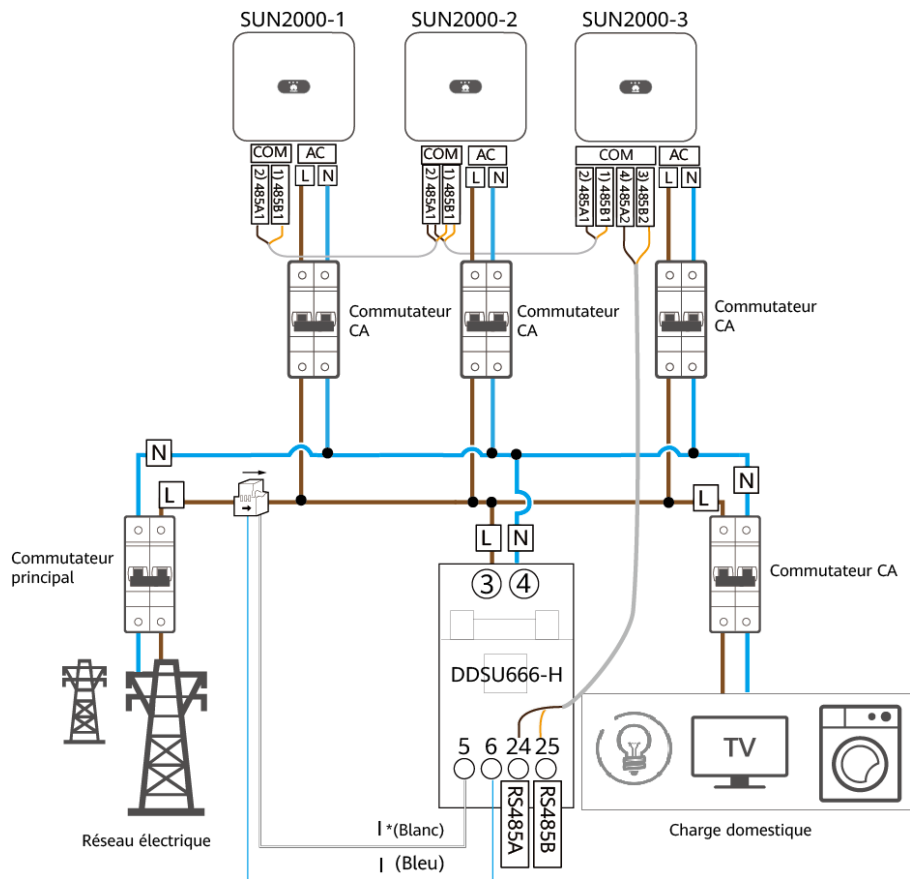 SUN2000-1
SUN2000-2
SUN2000-3
COM
AC
2) 485A1
1) 485B1
L
N
COM
AC
2) 485A1
1) 485B1
L
N
COM
AC
2) 485A1
1) 485B1
4) 485A2
3) 485B2
L
N
Commutateur
CA
Commutateur
CA
Commutateur
CA
N
L
L
N
L
N
Commutateur
principal
3
4
Commutateur CA
DDSU666-H
5
6
24
25
RS485A
RS485B
TV
Réseau électrique
I *(Blanc)
I (Bleu)
Charge domestique